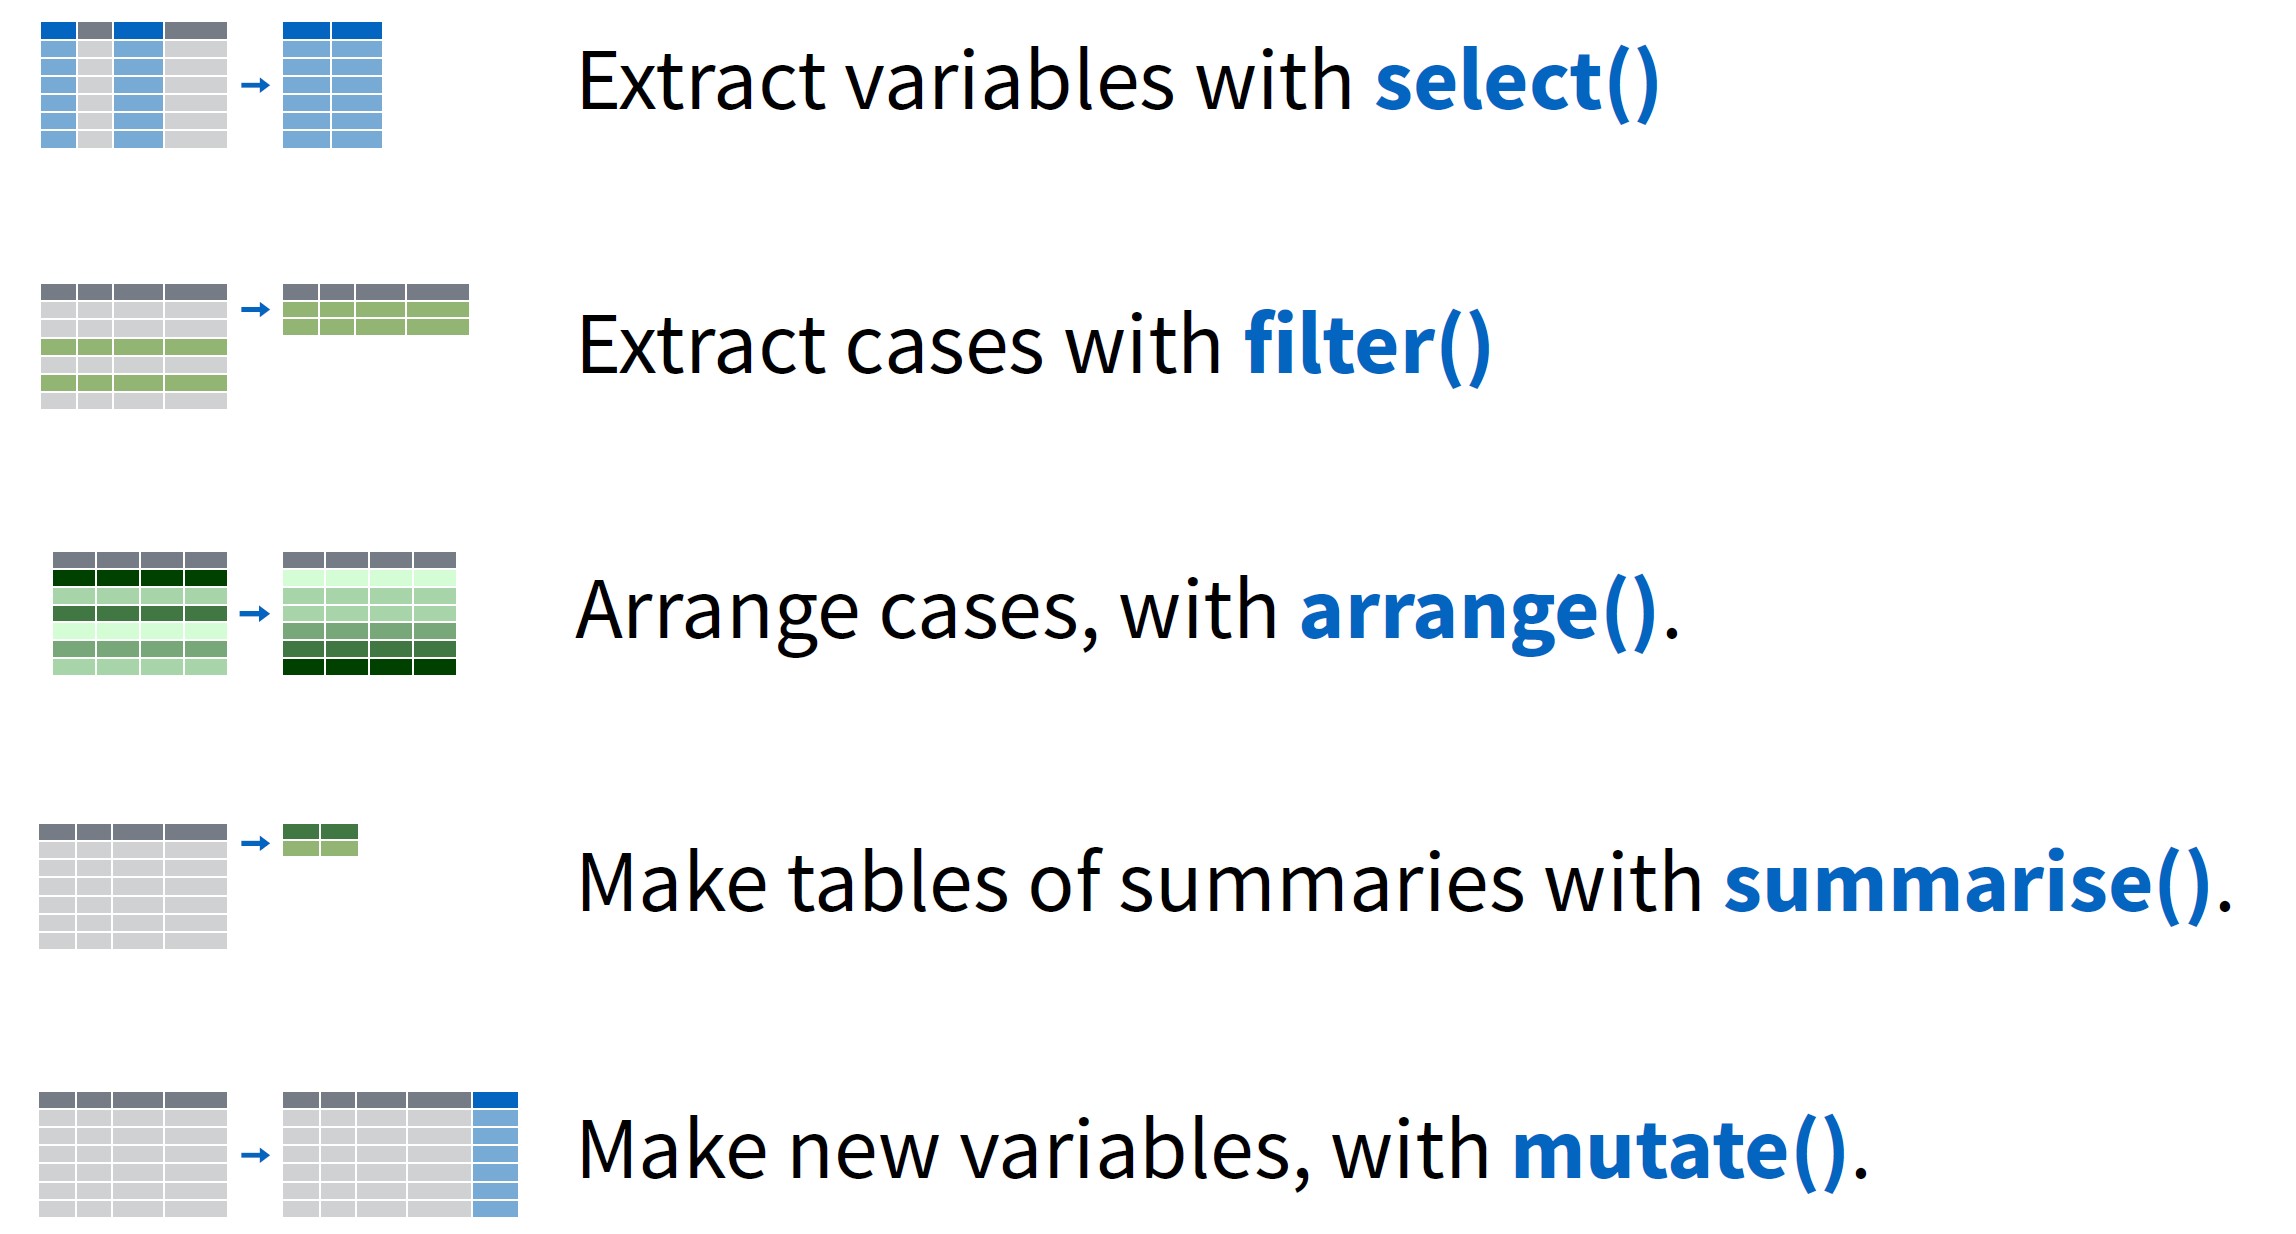 Extract variables with select()
Extract cases with filter()
Arrange cases, with arrange().
Make tables of summaries with summarise().
Make new variables, with mutate().